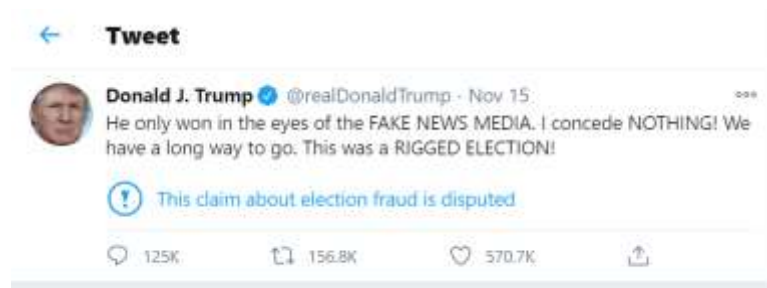 Tweet
Donald J. Trump @realDonaldTrump · Nov 15
He only won in the eyes of the FAKE NEWS MEDIA. I concede NOTHING! We
have a long way to go. This was a RIGGED ELECTION!
This claim about election fraud is disputed
125K 156.8K 570.7K